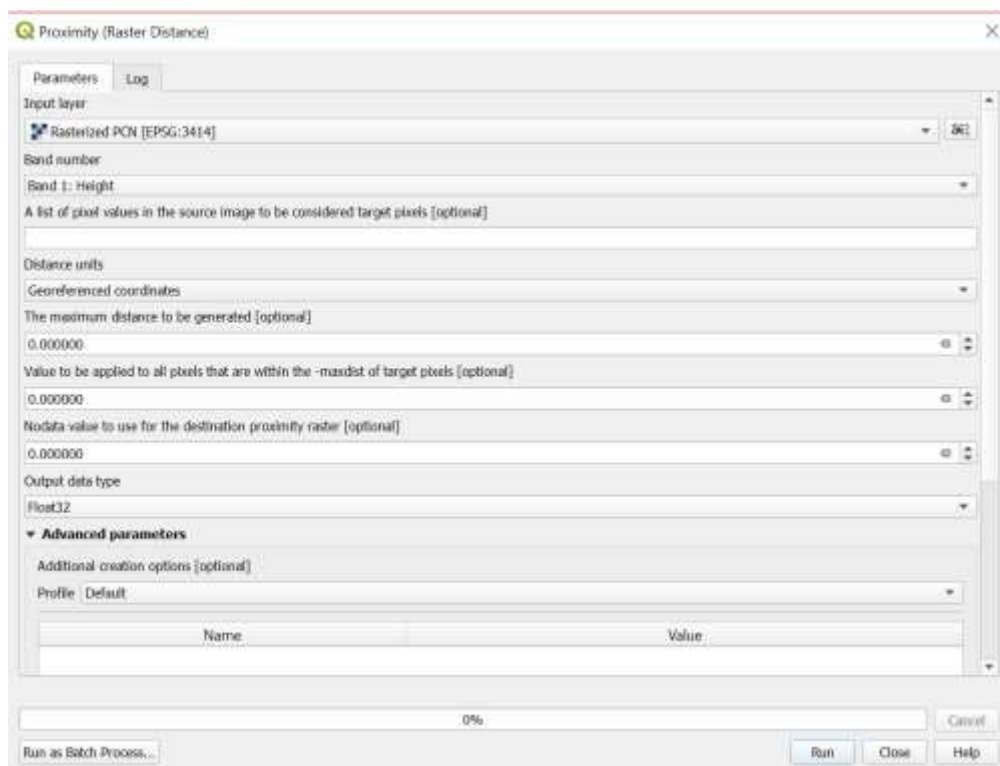 Proximity (Raster Distance)
Parameters Log
Input layer
Rasterized PCN [EPSG:3414]
Band number
Band 1: Height
A list of pixel values in the source image to be considered target pixels [optional]
Distance units
Georeferenced coordinates
The maximum distance to be generated [optional]
0.000000
Value to be applied to all pixels that are within the -maxdist of target pixels [optional]
0.000000
Nodata value to use for the destination proximity raster [optional]
0.000000
Output data type
Float32
Advanced parameters
Additional creation options [optional]
Profile Default
Name Value
0% Cancel
Run as Batch Process... Run Close Help